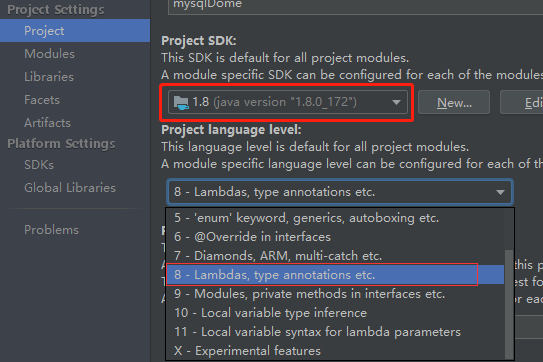 Project Settings
Project
Modules
Libraries
Facets
Artifacts
Platform Settings
SDKs
Global Libraries
Problems
mysqlDome
Project SDK:
This SDK is default for all project modules.
A module specific SDK can be configured for each of the modules
1.8 (java version "1.8.0_172")
New...
Edi
Project language level:
This language level is default for all project modules.
A module specific language level can be configured for each of th
8 - Lambdas, type annotations etc.
5 - 'enum' keyword, generics, autoboxing etc.
6 - @Override in interfaces
7 - Diamonds, ARM, multi-catch etc.
8 - Lambdas, type annotations etc.
9 - Modules, private methods in interfaces etc.
10 - Local variable type inference
11 - Local variable syntax for lambda parameters
X - Experimental features
this p
est for
or eac